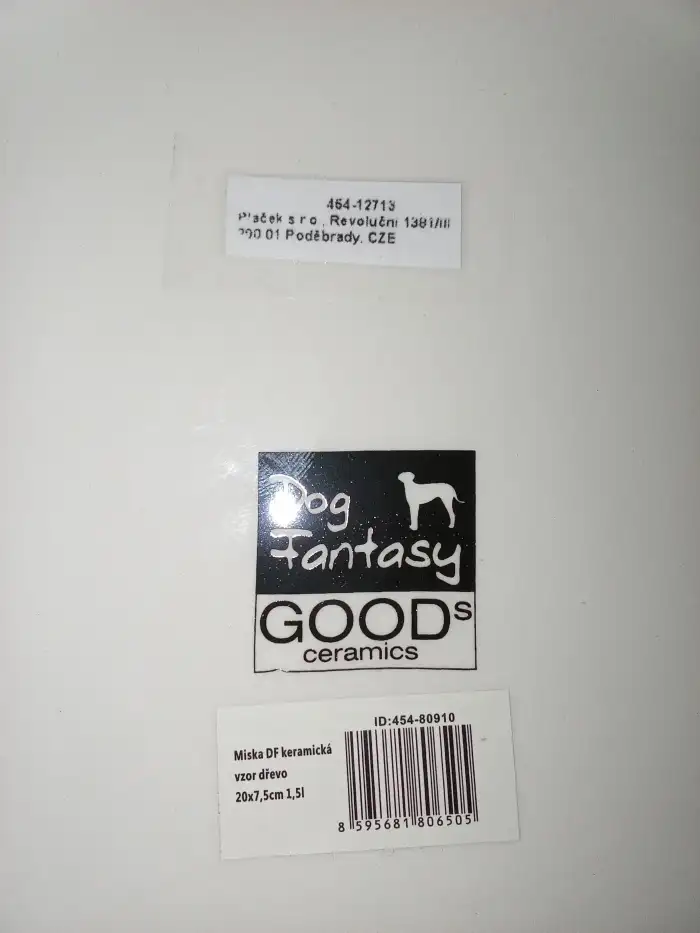 454-12713
Plaček s r o , Revoluční 1381/III
290 01 Poděbrady, CZE
Dog
Fantasy
GOODs
ceramics
ID:454-80910
Miska DF keramická
vzor dřevo
20x7,5cm 1,5l
8 595681 806505